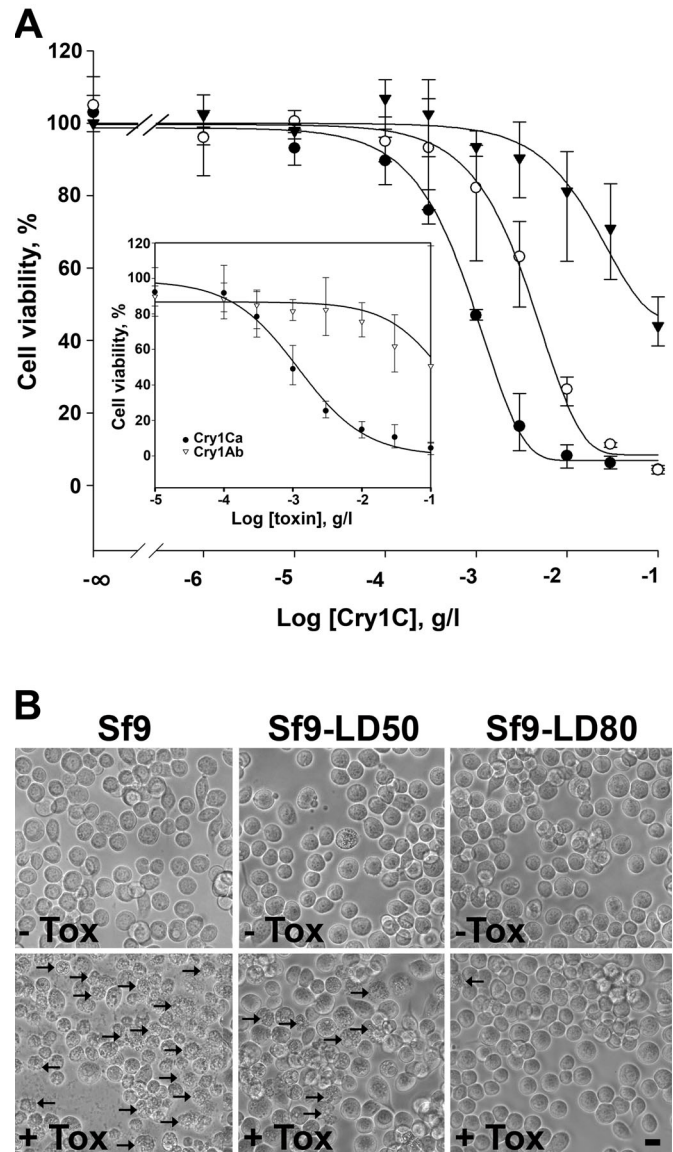 A
120
100
80
60
40
20
0
Cell viability, %
120
100
80
60
40
20
0
Cell viability, %
Cry1Ca
Cry1Ab
-5 -4 -3 -2 -1
Log [toxin], g/l
-∞ -6 -5 -4 -3 -2 -1
Log [Cry1C], g/l
B
Sf9 Sf9-LD50 Sf9-LD80
- Tox - Tox -Tox
+ Tox + Tox + Tox